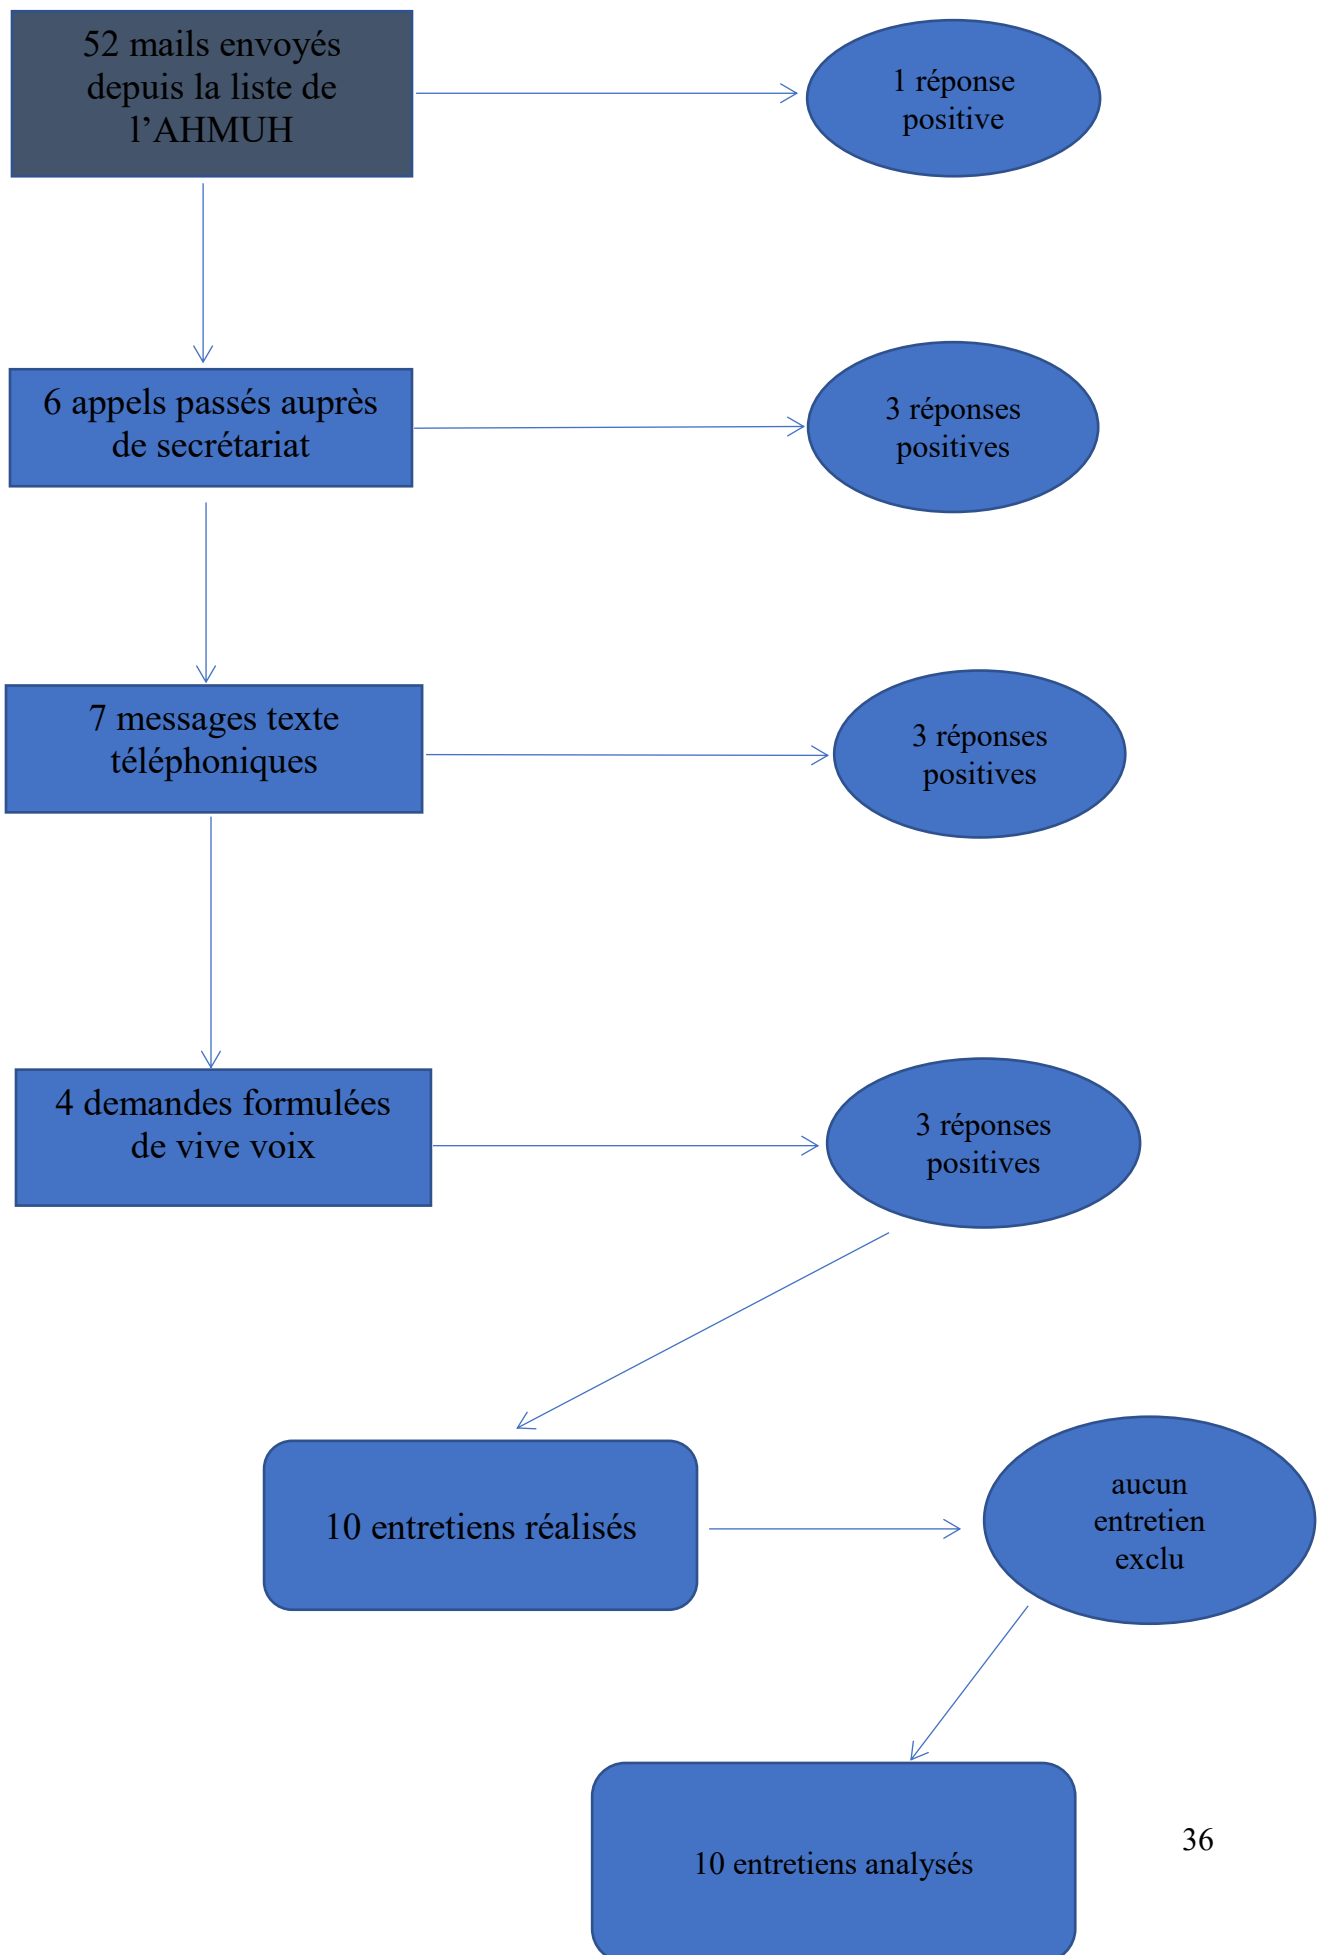 52 mails envoyés
depuis la liste de
l’AHMUH
1 réponse
positive
6 appels passés auprès
de secrétariat
3 réponses
positives
7 messages texte
téléphoniques
3 réponses
positives
4 demandes formulées
de vive voix
3 réponses
positives
10 entretiens réalisés
aucun
entretien
exclu
10 entretiens analysés
36